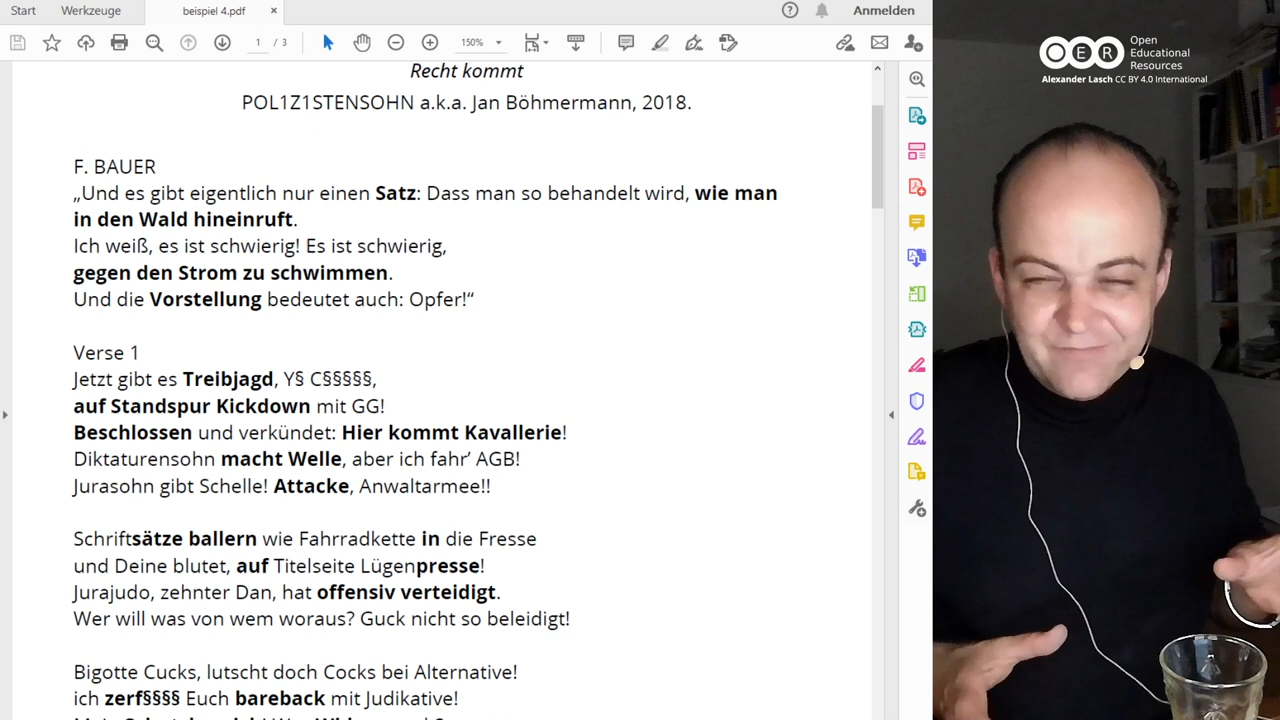 Start Werkzeuge beispiel 4.pdf × Anmelden
1 / 3 150%
Recht kommt
POL1Z1STENSOHN a.k.a. Jan Böhmermann, 2018.
F. BAUER
„Und es gibt eigentlich nur einen Satz: Dass man so behandelt wird, wie man
in den Wald hineinruft.
Ich weiß, es ist schwierig! Es ist schwierig,
gegen den Strom zu schwimmen.
Und die Vorstellung bedeutet auch: Opfer!“
Verse 1
Jetzt gibt es Treibjagd, Y§ C§§§§§,
auf Standspur Kickdown mit GG!
Beschlossen und verkündet: Hier kommt Kavallerie!
Diktaturensohn macht Welle, aber ich fahr’ AGB!
Jurasohn gibt Schelle! Attacke, Anwaltarmee!!
Schriftsätze ballern wie Fahrradkette in die Fresse
und Deine blutet, auf Titelseite Lügenpresse!
Jurajudo, zehnter Dan, hat offensiv verteidigt.
Wer will was von wem woraus? Guck nicht so beleidigt!
Bigotte Cucks, lutscht doch Cocks bei Alternative!
ich zerf§§§§ Euch bareback mit Judikative!
OER Open
Educational
Resources
Alexander Lasch CC BY 4.0 International